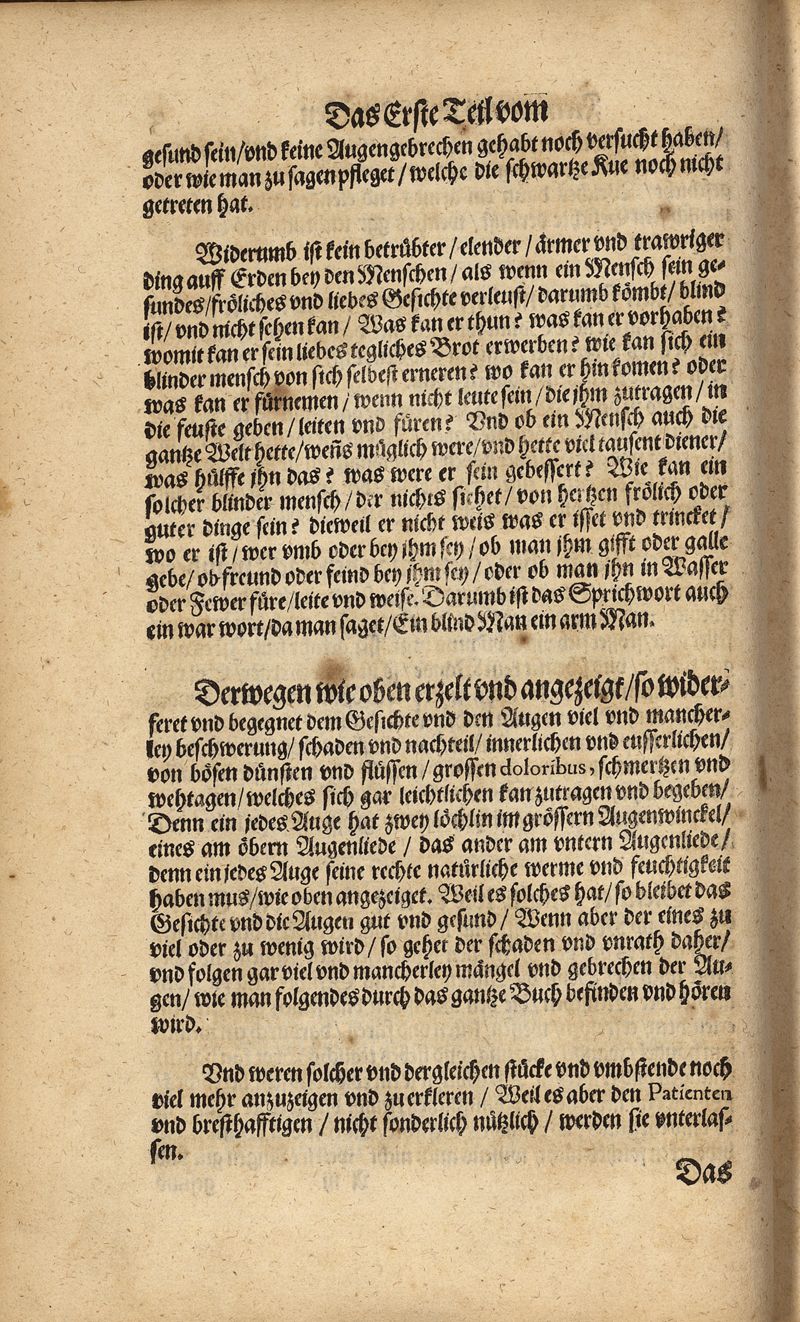 Das Erste Teil vom
gesund sein/vnd keine Augengebrechen gehabt noch versucht haben/
oder wie man zu sagen pfleget/welche die schwartze Kue noch nicht
getreten hat.
Widerumb ist kein betrübter/elender/ärmer vnd trawriger
ding auff Erden bey den Menschen/als wenn ein Mensch sein ge-
sundes/fröliches vnd liebes Gesichte verleust/darumb kömbt/blind
ist/vnd nicht sehen kan/Was kan er thun? was kan er vorhaben?
womit kan er sein liebes tegliches Brot erwerben? wie kan sich ein
blinder mensch von sich selbest erneren? wo kan er hin komen? oder
was kan er fürnemen/wenn nicht leute sein/die jhm zutragen/in
die feuste geben/leiten vnd füren? Vnd ob ein Mensch auch die
gantze Welt hette/weñs müglich were/vnd hette viel tausent diener/
was hülffe jhn das? was were er sein gebessert? Wie kan ein
solcher blinder mensch/der nichts sihet/von hertzen frölich oder
guter dinge sein? dieweil er nicht weis was er isset vnd trincket/
wo er ist/wer vmb oder bey jhm sey/ob man jhm gifft oder galle
gebe/ob freund oder feind bey jhm sey/oder ob man jhn in Wasser
oder Fewer füre/leite vnd weise. Darumb ist das Sprichwort auch
ein war wort/da man saget/Ein blind Man ein arm Man.
Derwegen wie oben erzelt vnd angezeigt/so wider-
feret vnd begegnet dem Gesichte vnd den Augen viel vnd mancher-
ley beschwerung/schaden vnd nachteil/innerlichen vnd eusserlichen/
von bösen dünsten vnd flüssen/grossen doloribus, schmertzen vnd
wehtagen/welches sich gar leichtlichen kan zutragen vnd begeben/
Denn ein jedes Auge hat zwey löchlin im grössern Augenwinckel/
eines am öbern Augenliede/das ander am vntern Augenliede/
denn ein jedes Auge seine rechte natürliche werme vnd feuchtigkeit
haben mus/wie oben angezeiget. Weil es solches hat/so bleibet das
Gesichte vnd die Augen gut vnd gesund/Wenn aber der eines zu
viel oder zu wenig wird/so gehet der schaden vnd vnrath daher/
vnd folgen gar viel vnd mancherley mängel vnd gebrechen der Au-
gen/wie man folgendes durch das gantze Buch befinden vnd hören
wird.
Vnd weren solcher vnd dergleichen stücke vnd vmbstende noch
viel mehr anzuzeigen vnd zu erkleren/Weil es aber den Patienten
vnd bresthafftigen/nicht sonderlich nützlich/werden sie vnterlas-
sen.
Das